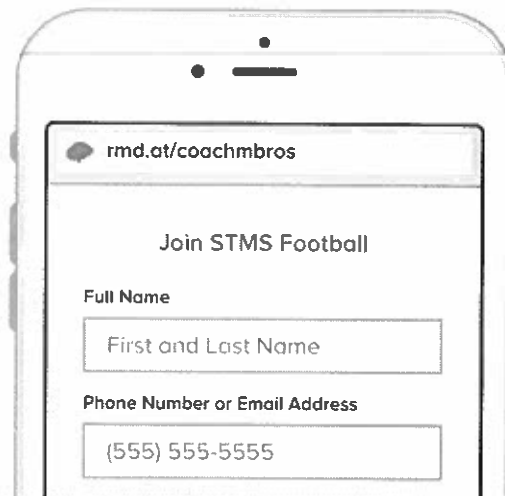 rmd.at/coachmbros
Join STMS Football
Full Name
First and Last Name
Phone Number or Email Address
(555) 555-5555